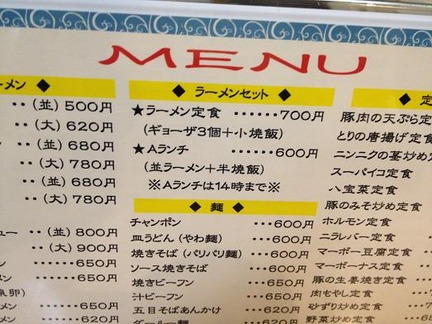 MENU
ーメン ◆
‥(並) 500円
‥(大) 620円
(並) 680円
(大) 780円
(並) 680円
(大) 780円
ュー ‥(並) 800円
(大) 900円
650円
メン ‥‥‥ 650円
◆ ラーメンセット ◆
★ラーメン定食 ‥‥‥700円
(ギョーザ3個+小焼飯)
★Aランチ ‥‥‥600円
(並ラーメン+半焼飯)
※Aランチは14時まで※
◆ 麺 ◆
チャンポン ‥‥600円
皿うどん(やわ麺) ‥‥600円
焼きそば(パリパリ麺) ‥‥600円
ソース焼きそば ‥‥600円
焼きビーフン ‥‥650円
汁ビーフン ‥‥650円
五目そばあんかけ ‥‥620円
◆ 定
豚肉の天ぷら定
とりの唐揚げ定
ニンニクの茎炒め定
スーパイコ定食
八宝菜定食
豚のみそ炒め定食
ホルモン定食
ニラレバー定食
マーボー豆腐定食
マーボーナス定食
豚の生姜焼き定食
肉もやし定食
砂ずり炒め定食
野菜炒め定食